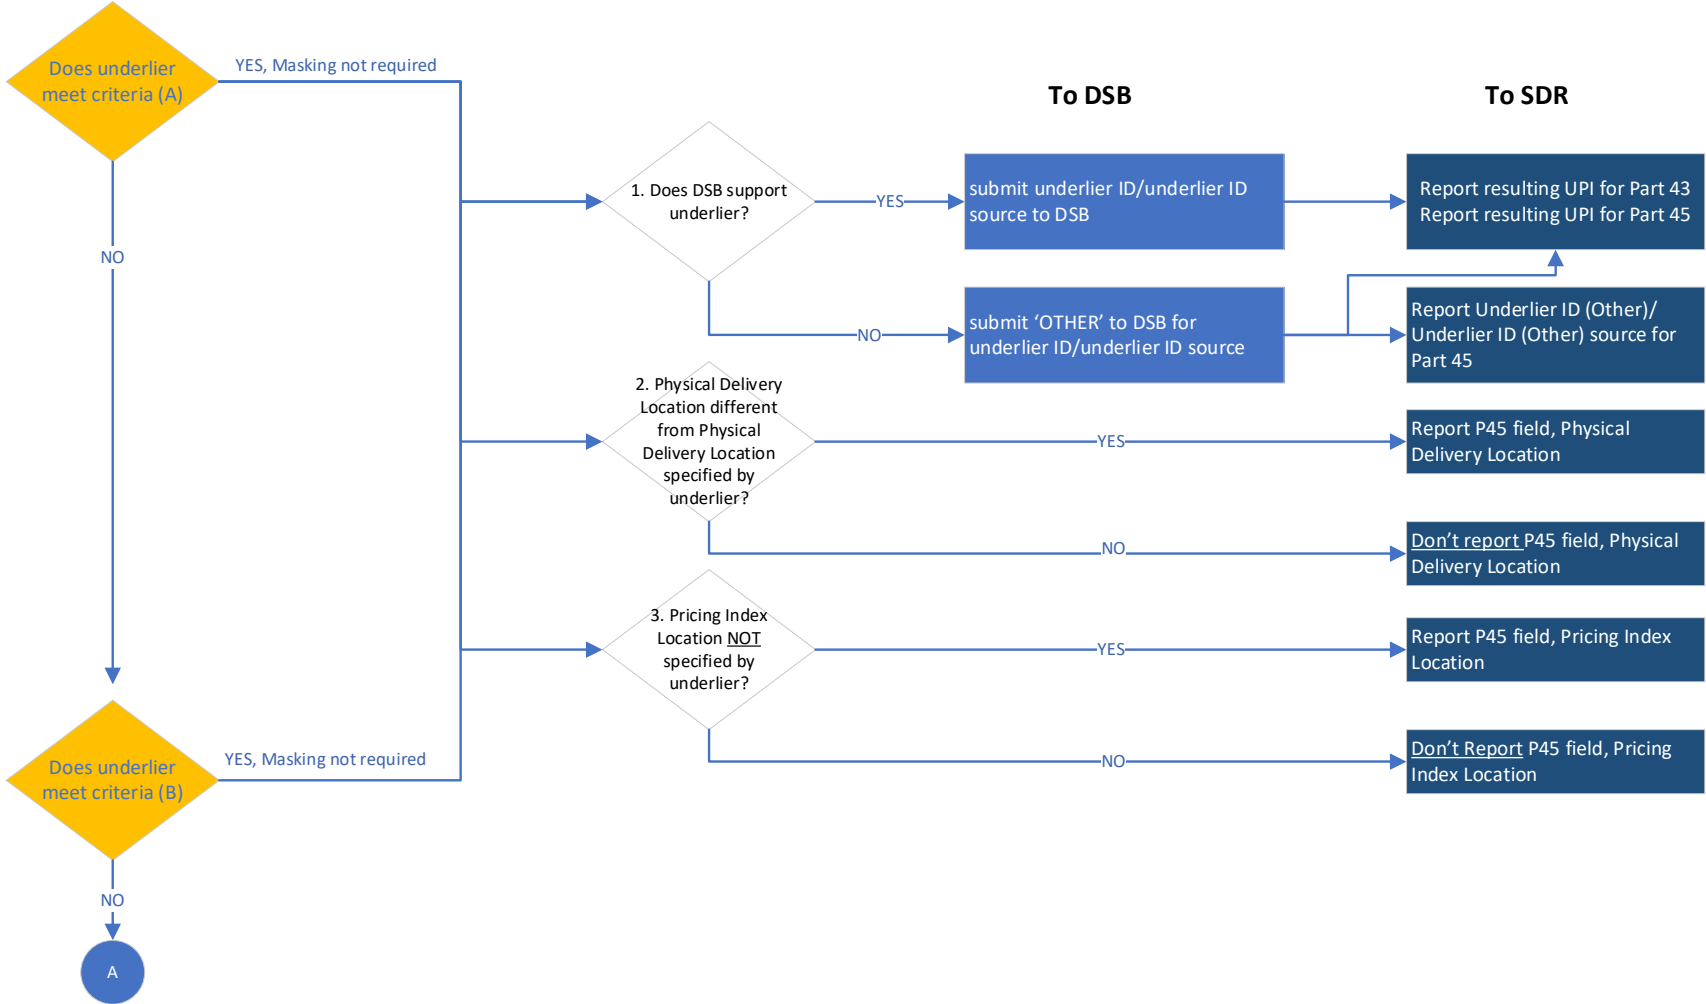 Does underlier
meet criteria (A)
YES, Masking not required
To DSB
To SDR
1. Does DSB support
underlier?
YES
submit underlier ID/underlier ID
source to DSB
Report resulting UPI for Part 43
Report resulting UPI for Part 45
NO
NO
submit ‘OTHER’ to DSB for
underlier ID/underlier ID source
Report Underlier ID (Other)/
Underlier ID (Other) source for
Part 45
2. Physical Delivery
Location different
from Physical
Delivery Location
specified by
underlier?
YES
Report P45 field, Physical
Delivery Location
NO
Don’t report P45 field, Physical
Delivery Location
3. Pricing Index
Location NOT
specified by
underlier?
YES
Report P45 field, Pricing Index
Location
NO
Don’t Report P45 field, Pricing
Index Location
Does underlier
meet criteria (B)
YES, Masking not required
NO
A